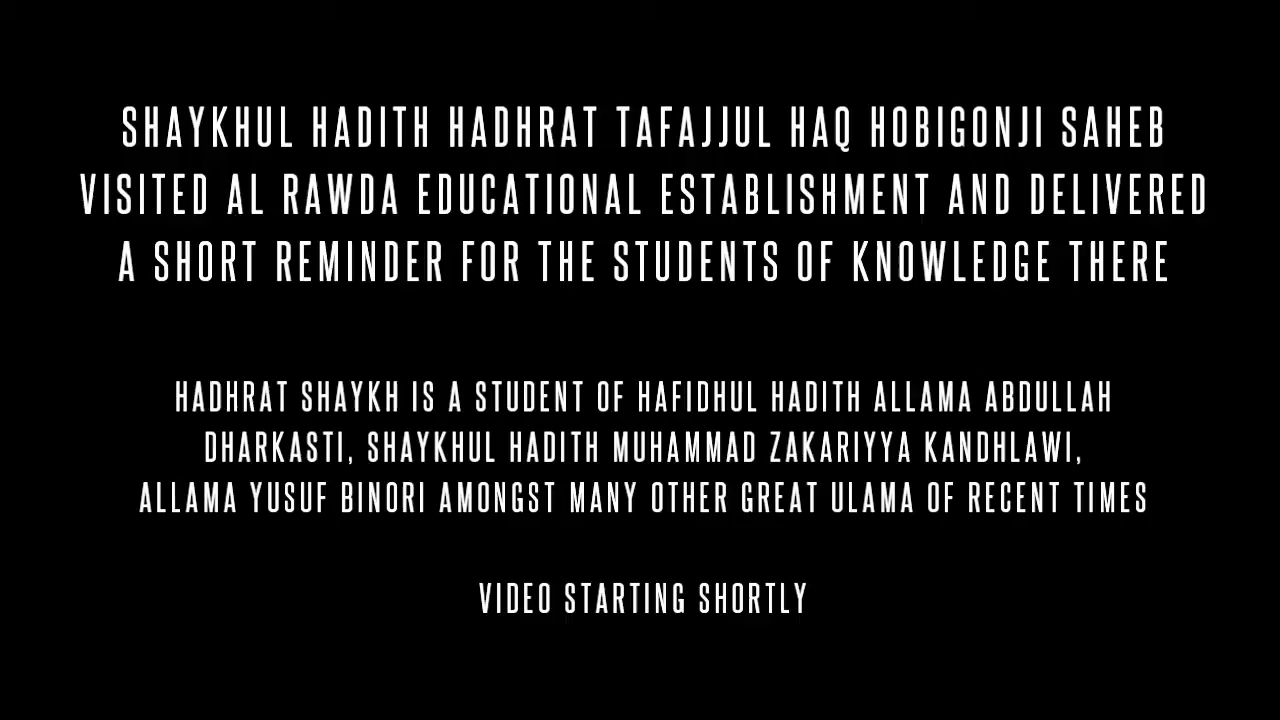 SHAYKHUL HADITH HADHRAT TAFAJJUL HAQ HOBIGONJI SAHEB
VISITED AL RAWDA EDUCATIONAL ESTABLISHMENT AND DELIVERED
A SHORT REMINDER FOR THE STUDENTS OF KNOWLEDGE THERE
HADHRAT SHAYKH IS A STUDENT OF HAFIDHUL HADITH ALLAMA ABDULLAH
DHARKASTI, SHAYKHUL HADITH MUHAMMAD ZAKARIYYA KANDHLAWI,
ALLAMA YUSUF BINORI AMONGST MANY OTHER GREAT ULAMA OF RECENT TIMES
VIDEO STARTING SHORTLY